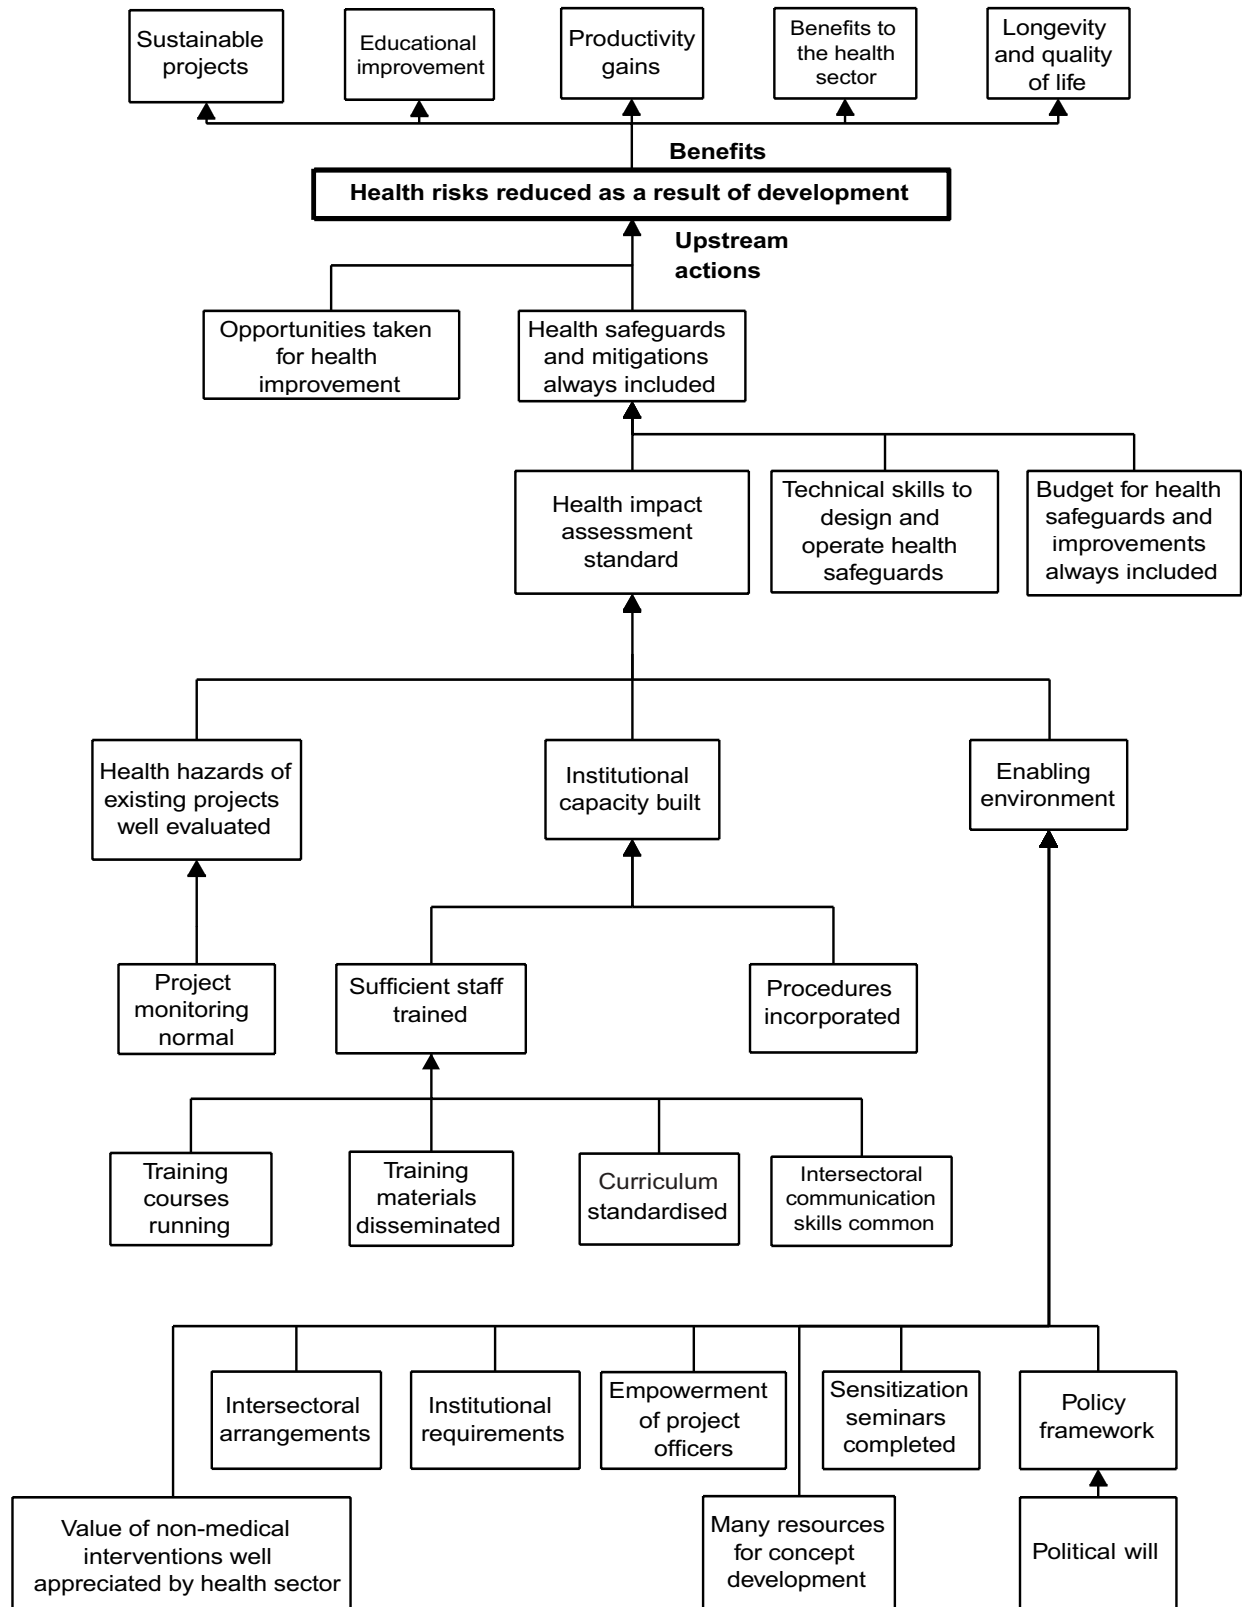 Sustainable
projects
Educational
improvement
Productivity
gains
Benefits to
the health
sector
Longevity
and quality
of life
Benefits
Health risks reduced as a result of development
Upstream
actions
Opportunities taken
for health
improvement
Health safeguards
and mitigations
always included
Health impact
assessment
standard
Technical skills to
design and
operate health
safeguards
Budget for health
safeguards and
improvements
always included
Health hazards of
existing projects
well evaluated
Institutional
capacity built
Enabling
environment
Project
monitoring
normal
Sufficient staff
trained
Procedures
incorporated
Training
courses
running
Training
materials
disseminated
Curriculum
standardised
Intersectoral
communication
skills common
Intersectoral
arrangements
Institutional
requirements
Empowerment
of project
officers
Sensitization
seminars
completed
Policy
framework
Value of non-medical
interventions well
appreciated by health sector
Many resources
for concept
development
Political will